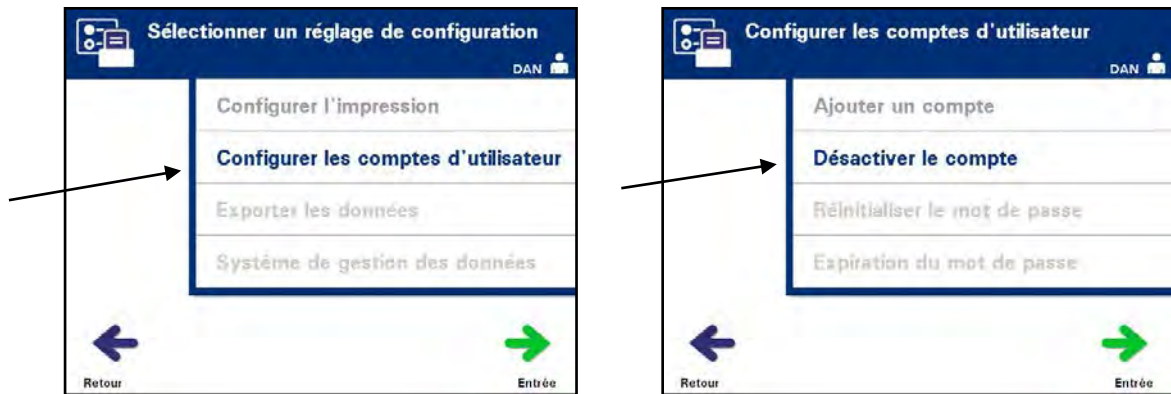 Sélectionner un réglage de configuration
DAN
Configurer l'impression
Configurer les comptes d'utilisateur
Exporter les données
Système de gestion des données
Retour
Entrée
Configurer les comptes d'utilisateur
DAN
Ajouter un compte
Désactiver le compte
Réinitialiser le mot de passe
Expiration du mot de passe
Retour
Entrée